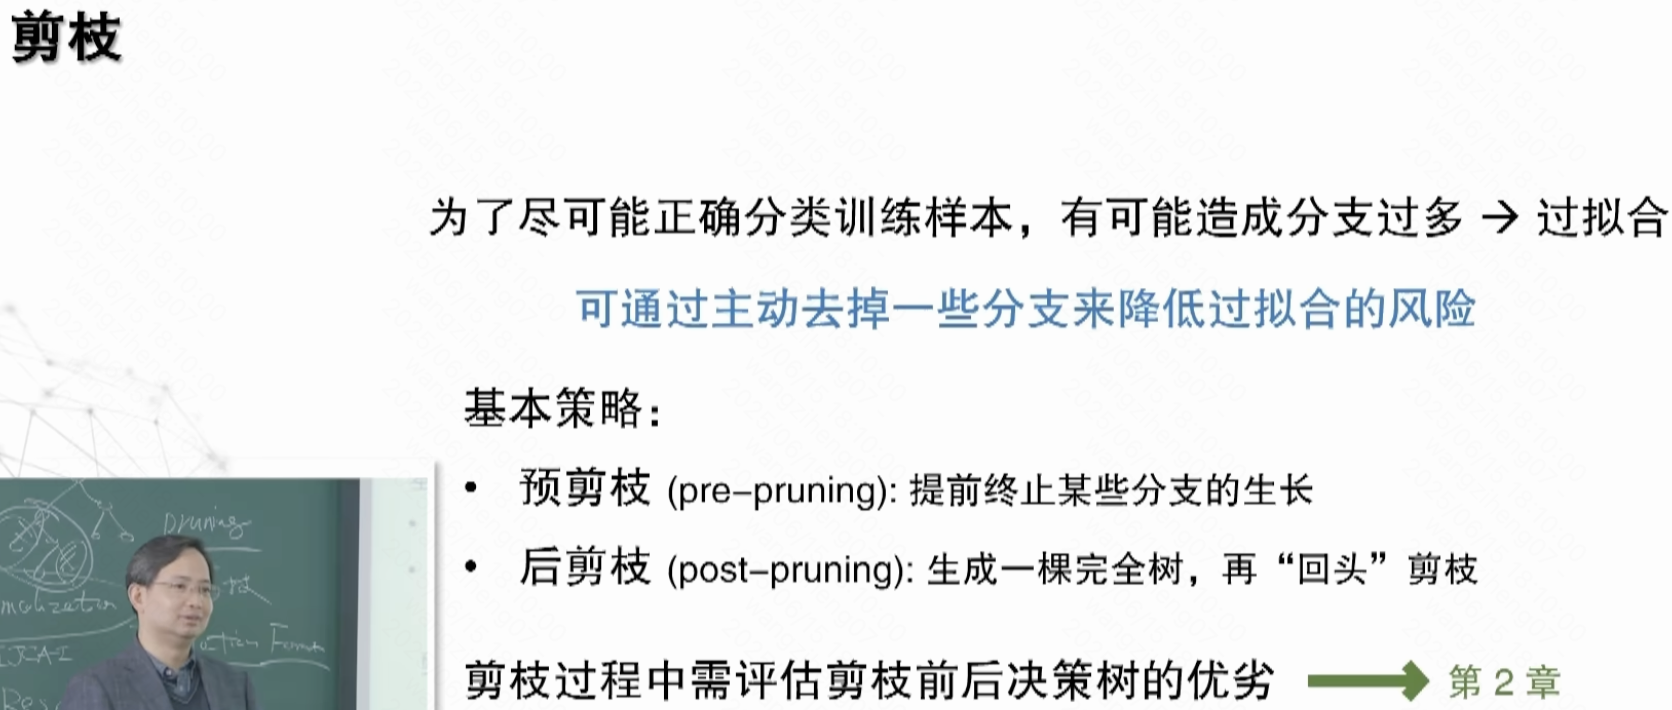 剪枝
为了尽可能正确分类训练样本，有可能造成分支过多 → 过拟合
可通过主动去掉一些分支来降低过拟合的风险
基本策略：
• 预剪枝 (pre-pruning): 提前终止某些分支的生长
• 后剪枝 (post-pruning): 生成一棵完全树，再“回头”剪枝
剪枝过程中需评估剪枝前后决策树的优劣 → 第 2 章
pruning
IJCAI